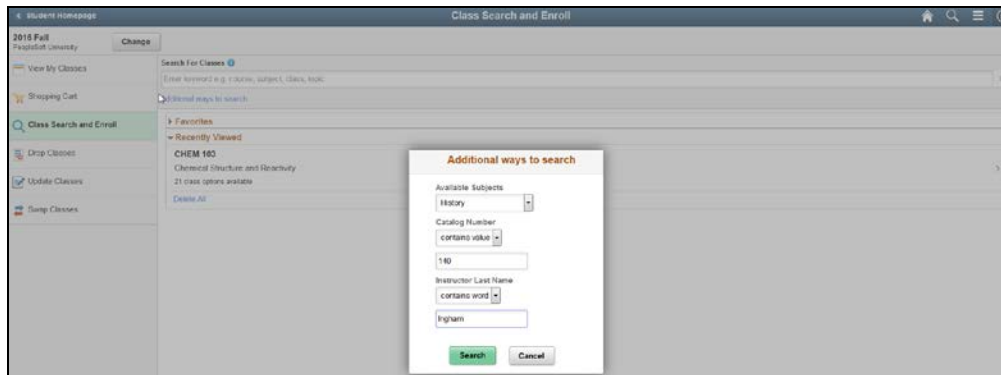 Student Homepage
Class Search and Enroll
2016 Fall
PeopleSoft University
Change
View My Classes
Shopping Cart
Class Search and Enroll
Drop Classes
Update Classes
Swap Classes
Search For Classes
Enter keyword e.g. course, subject, class, topic
Additional ways to search
Favorites
Recently Viewed
CHEM 103
Chemical Structure and Reactivity
21 class options available
Delete All
Additional ways to search
Available Subjects
History
Catalog Number
contains value
140
Instructor Last Name
contains word
Ingham
Search
Cancel